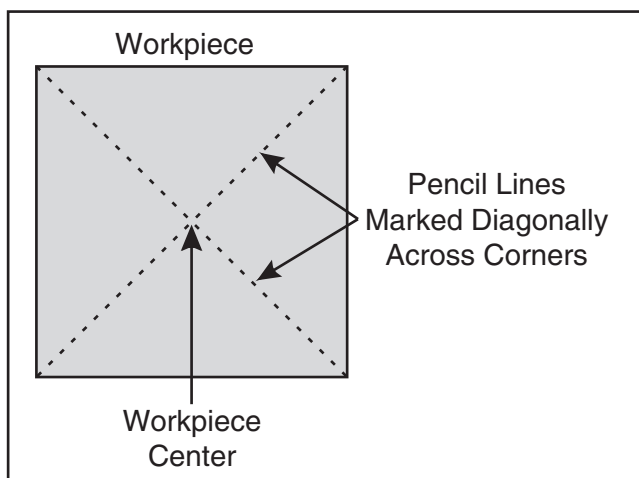 Workpiece
Pencil Lines
Marked Diagonally
Across Corners
Workpiece
Center